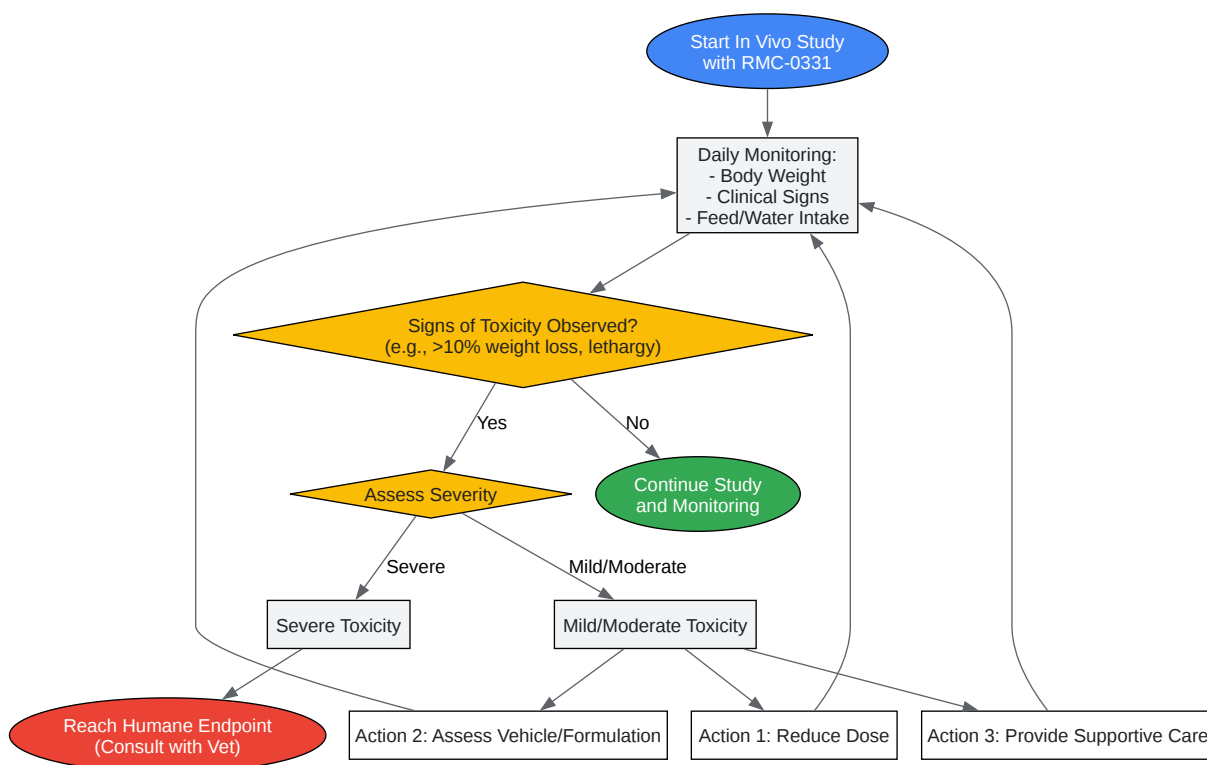 Start In Vivo Study
with RMC-0331
Daily Monitoring:
- Body Weight
- Clinical Signs
- Feed/Water Intake
Signs of Toxicity Observed?
(e.g., >10% weight loss, lethargy)
Yes
No
Assess Severity
Continue Study
and Monitoring
Severe
Mild/Moderate
Severe Toxicity
Mild/Moderate Toxicity
Reach Humane Endpoint
(Consult with Vet)
Action 2: Assess Vehicle/Formulation
Action 1: Reduce Dose
Action 3: Provide Supportive Care